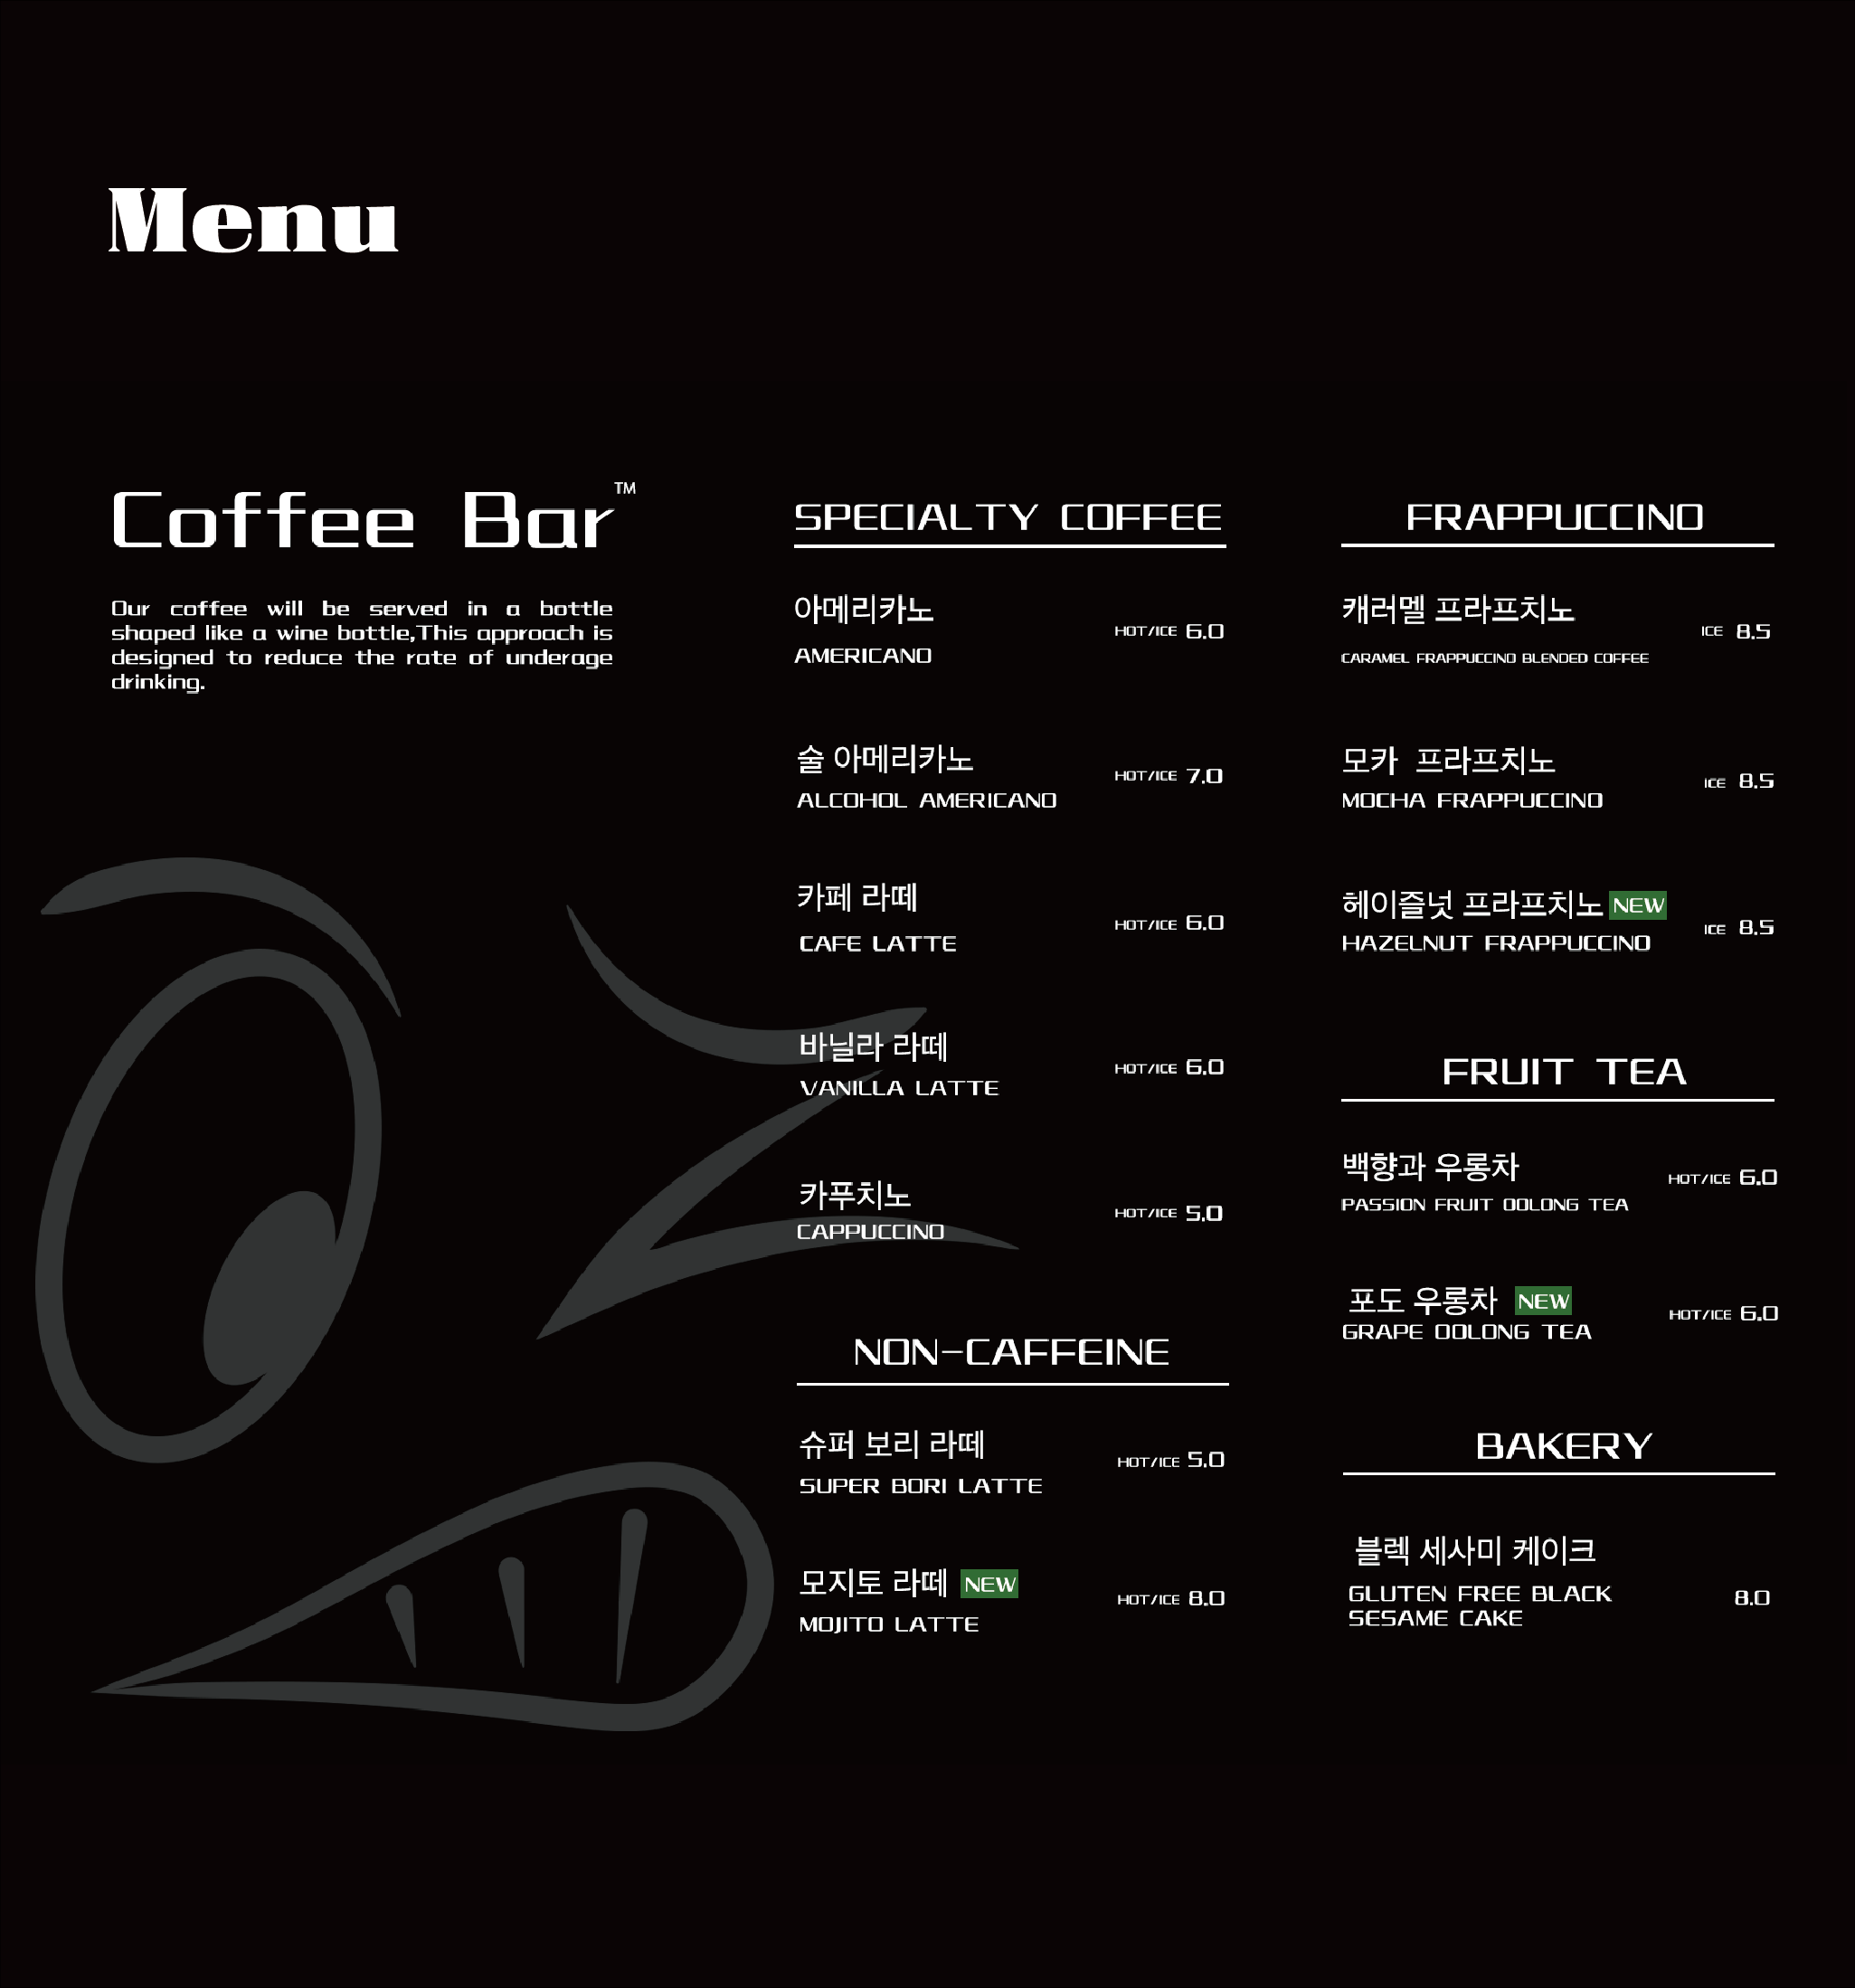 Menu
Coffee Bar™
Our coffee will be served in a bottle
shaped like a wine bottle,This approach is
designed to reduce the rate of underage
drinking.
SPECIALTY COFFEE
아메리카노
HOT/ICE 6.0
AMERICANO
술 아메리카노
HOT/ICE 7.0
ALCOHOL AMERICANO
카페 라떼
HOT/ICE 6.0
CAFE LATTE
바닐라 라떼
HOT/ICE 6.0
VANILLA LATTE
카푸치노
HOT/ICE 5.0
CAPPUCCINO
NON-CAFFEINE
슈퍼 보리 라떼
HOT/ICE 5.0
SUPER BORI LATTE
모지토 라떼 NEW
HOT/ICE 8.0
MOJITO LATTE
FRAPPUCCINO
캐러멜 프라프치노
ICE 8.5
CARAMEL FRAPPUCCINO BLENDED COFFEE
모카 프라프치노
ICE 8.5
MOCHA FRAPPUCCINO
헤이즐넛 프라프치노 NEW
ICE 8.5
HAZELNUT FRAPPUCCINO
FRUIT TEA
백향과 우롱차
HOT/ICE 6.0
PASSION FRUIT OOLONG TEA
포도 우롱차 NEW
HOT/ICE 6.0
GRAPE OOLONG TEA
BAKERY
블렉 세사미 케이크
GLUTEN FREE BLACK
8.0
SESAME CAKE